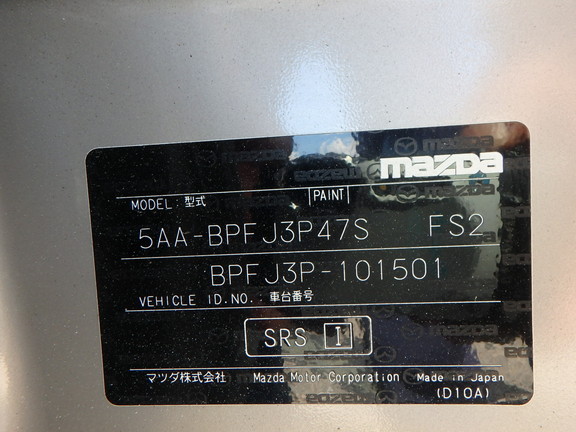 mazda
MODEL : 型式 PAINT
5AA-BPFJ3P47S FS2
BPFJ3P-101501
VEHICLE ID.NO. : 車台番号
SRS I
マツダ株式会社 Mazda Motor Corporation Made in Japan
(D10A)